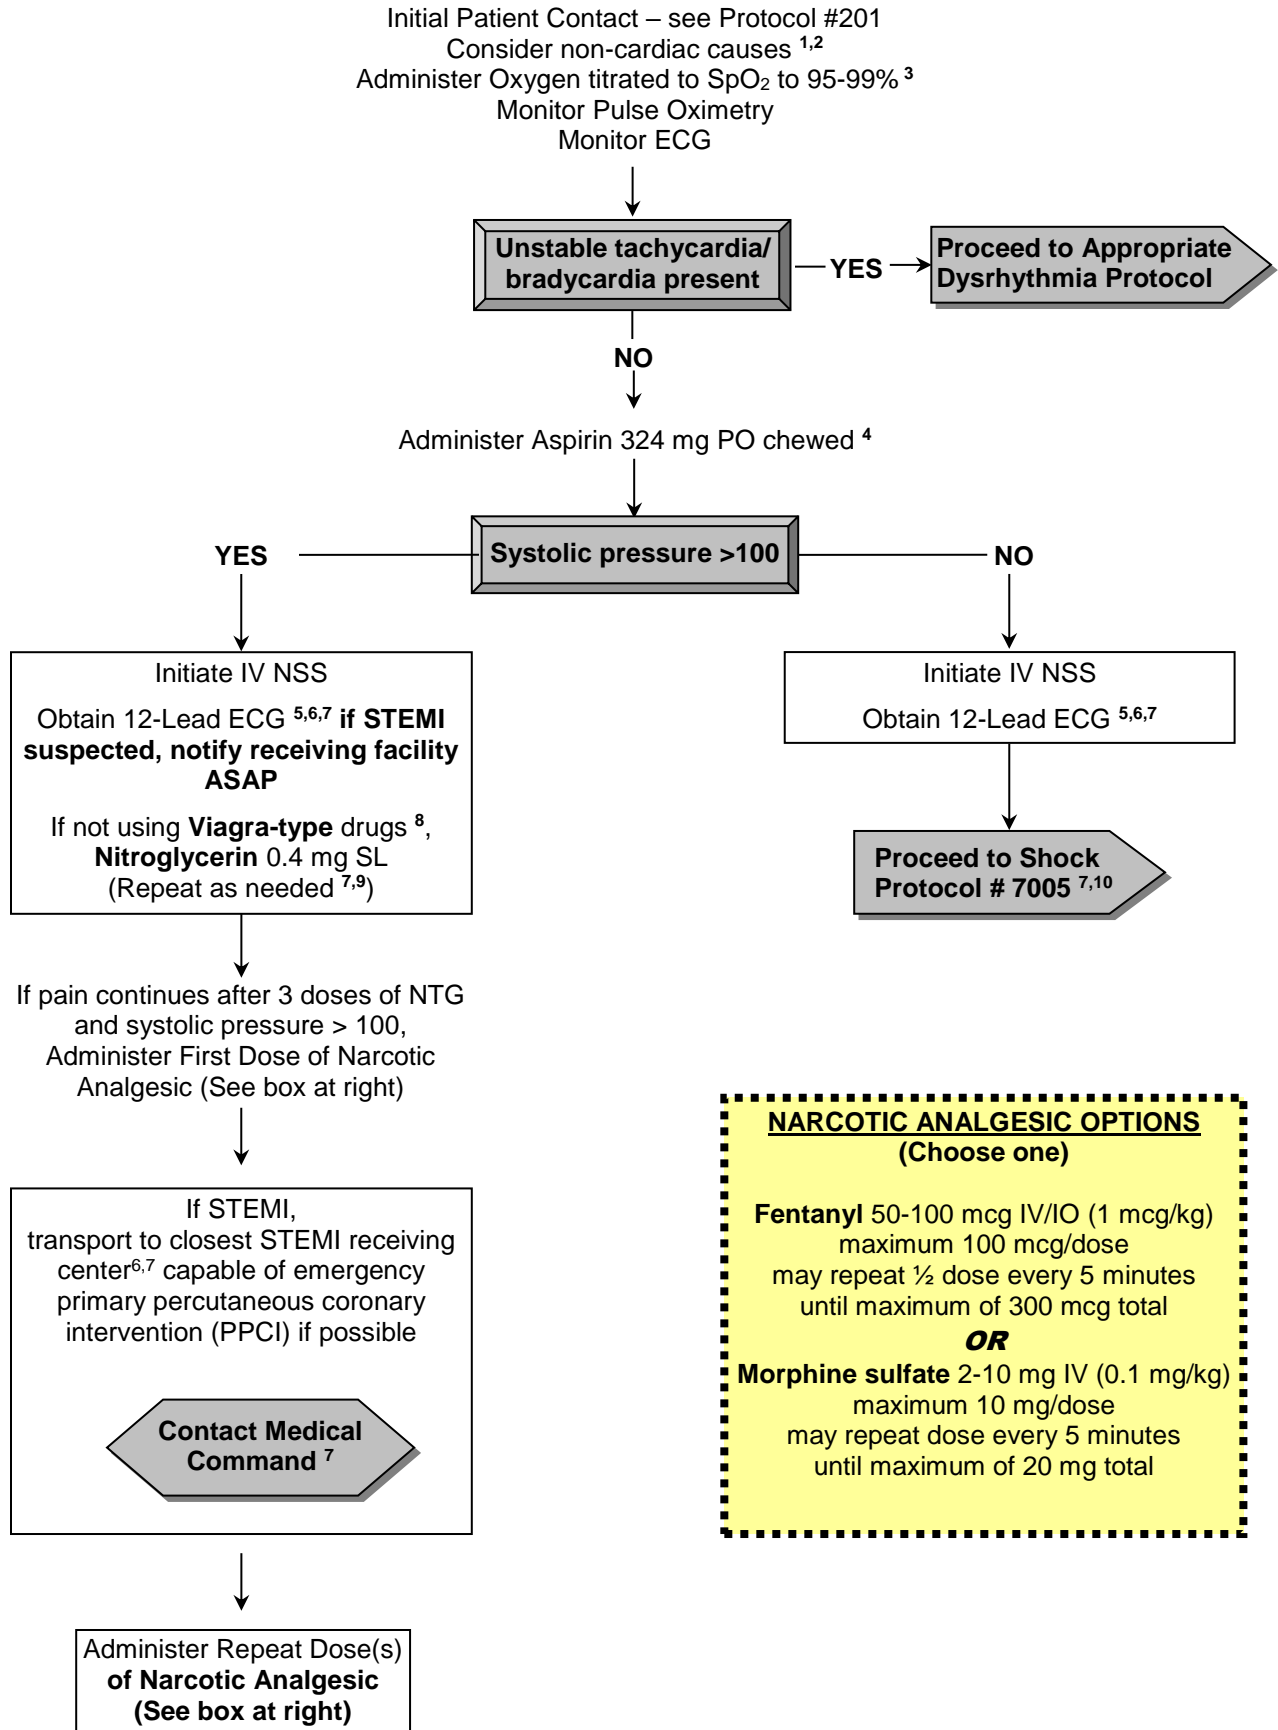 Initial Patient Contact – see Protocol #201
Consider non-cardiac causes 1,2
Administer Oxygen titrated to SpO2 to 95-99% 3
Monitor Pulse Oximetry
Monitor ECG
Unstable tachycardia/
bradycardia present
YES
Proceed to Appropriate
Dysrhythmia Protocol
NO
Administer Aspirin 324 mg PO chewed 4
Systolic pressure >100
YES
NO
Initiate IV NSS
Obtain 12-Lead ECG 5,6,7 if STEMI
suspected, notify receiving facility
ASAP
If not using Viagra-type drugs 8,
Nitroglycerin 0.4 mg SL
(Repeat as needed 7,9)
Initiate IV NSS
Obtain 12-Lead ECG 5,6,7
Proceed to Shock
Protocol # 7005 7,10
If pain continues after 3 doses of NTG
and systolic pressure > 100,
Administer First Dose of Narcotic
Analgesic (See box at right)
If STEMI,
transport to closest STEMI receiving
center6,7 capable of emergency
primary percutaneous coronary
intervention (PPCI) if possible
Contact Medical
Command 7
Administer Repeat Dose(s)
of Narcotic Analgesic
(See box at right)
NARCOTIC ANALGESIC OPTIONS
(Choose one)
Fentanyl 50-100 mcg IV/IO (1 mcg/kg)
maximum 100 mcg/dose
may repeat ½ dose every 5 minutes
until maximum of 300 mcg total
OR
Morphine sulfate 2-10 mg IV (0.1 mg/kg)
maximum 10 mg/dose
may repeat dose every 5 minutes
until maximum of 20 mg total